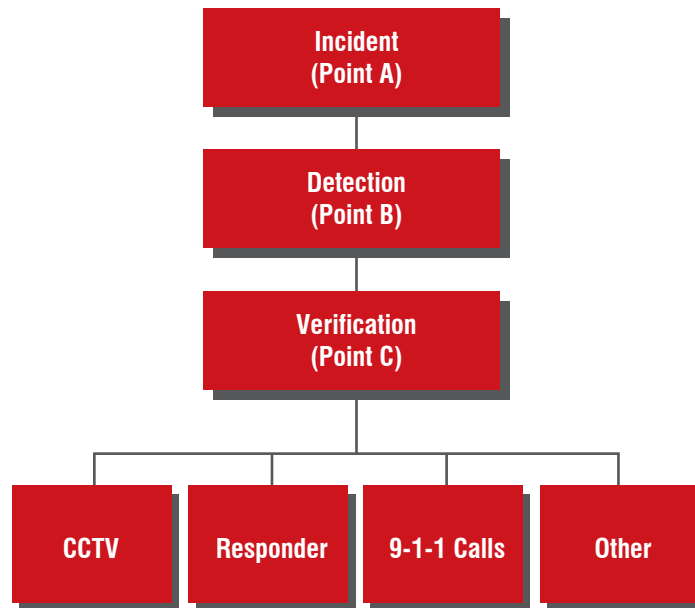 Incident
(Point A)
Detection
(Point B)
Verification
(Point C)
CCTV
Responder
9-1-1 Calls
Other